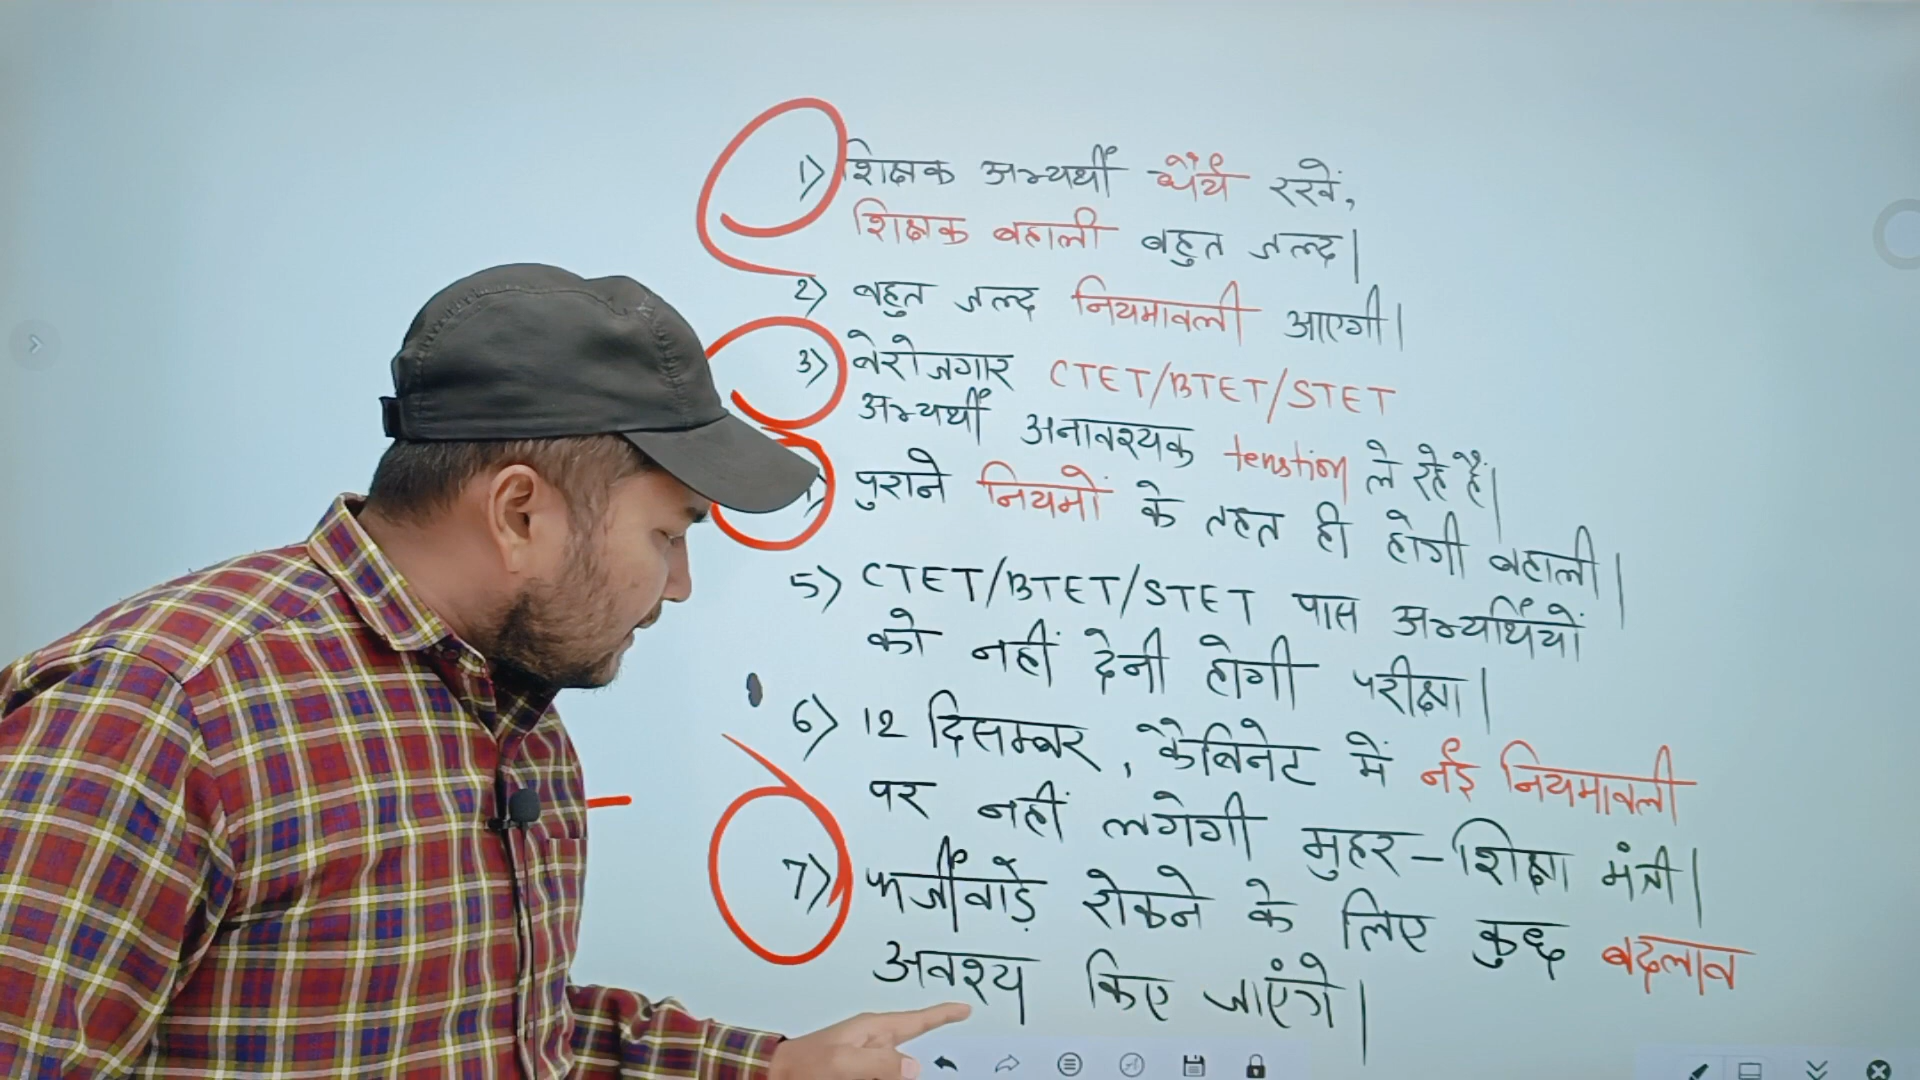 1) शिक्षक अभ्यर्थी धैर्य रखें,
शिक्षक बहाली बहुत जल्द|
2) बहुत जल्द नियमावली आएगी|
3) बेरोजगार CTET/BTET/STET
अभ्यर्थी अनावश्यक tenstion ले रहे हैं|
पुराने नियमों के तहत ही होगी बहाली|
5) CTET/BTET/STET पास अभ्यर्थियों
को नहीं देनी होगी परीक्षा|
6) 12 दिसम्बर, कैबिनेट में नई नियमावली
पर नहीं लगेगी मुहर-शिक्षा मंत्री|
7) फर्जीवाड़े रोकने के लिए कुछ बदलाव
अवश्य किए जाएंगे|